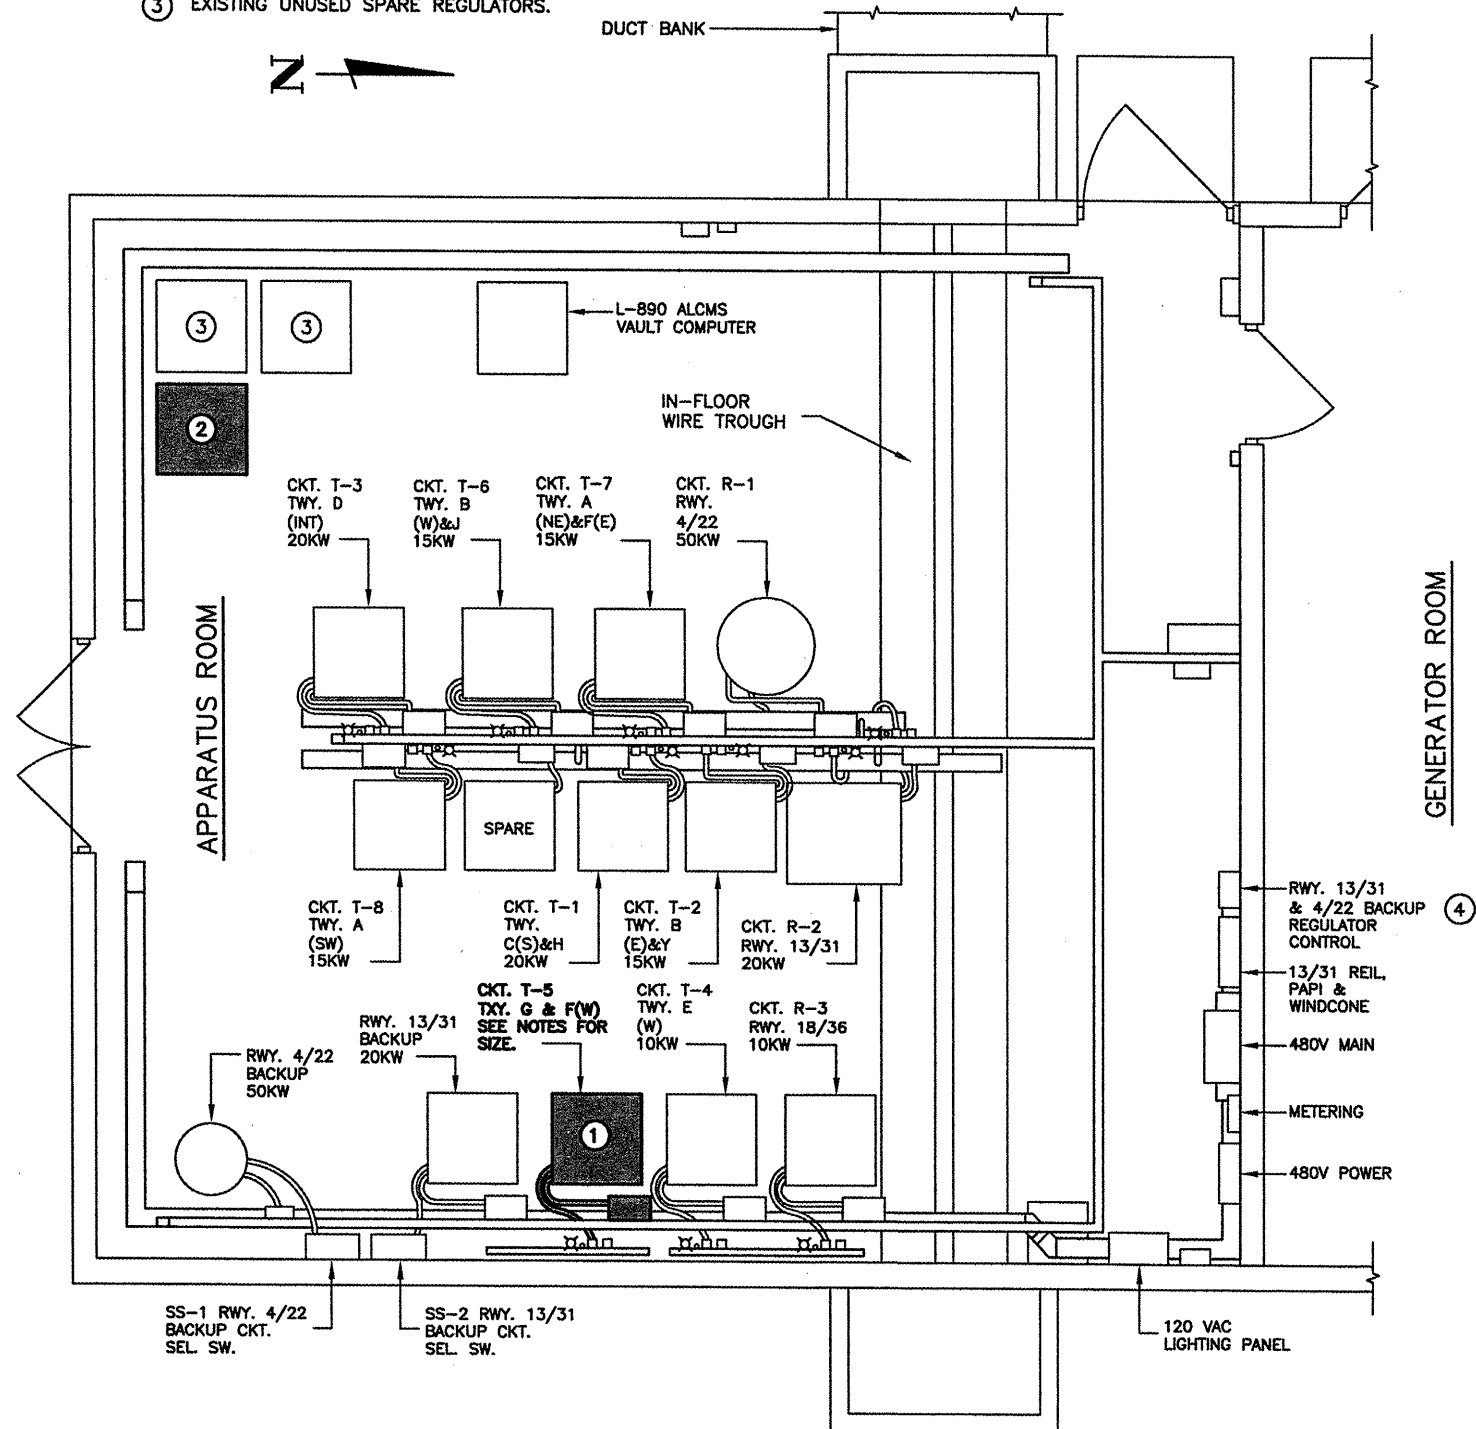 3 EXISTING UNUSED SPARE REGULATORS.
DUCT BANK
N
3
3
L-890 ALCMS
VAULT COMPUTER
2
IN-FLOOR
WIRE TROUGH
CKT. T-3
TWY. D
(INT)
20KW
CKT. T-6
TWY. B
(W)&J
15KW
CKT. T-7
TWY. A
(NE)&F(E)
15KW
CKT. R-1
RWY.
4/22
50KW
APPARATUS ROOM
GENERATOR ROOM
SPARE
CKT. T-8
TWY. A
(SW)
15KW
CKT. T-1
TWY.
C(S)&H
20KW
CKT. T-2
TWY. B
(E)&Y
15KW
CKT. R-2
RWY. 13/31
20KW
RWY. 13/31
& 4/22 BACKUP
REGULATOR
CONTROL
4
13/31 REIL,
PAPI &
WINDCONE
480V MAIN
METERING
480V POWER
RWY. 4/22
BACKUP
50KW
RWY. 13/31
BACKUP
20KW
CKT. T-5
TXY. G & F(W)
SEE NOTES FOR
SIZE.
CKT. T-4
TWY. E
(W)
10KW
CKT. R-3
RWY. 18/36
10KW
1
SS-1 RWY. 4/22
BACKUP CKT.
SEL. SW.
SS-2 RWY. 13/31
BACKUP CKT.
SEL. SW.
120 VAC
LIGHTING PANEL